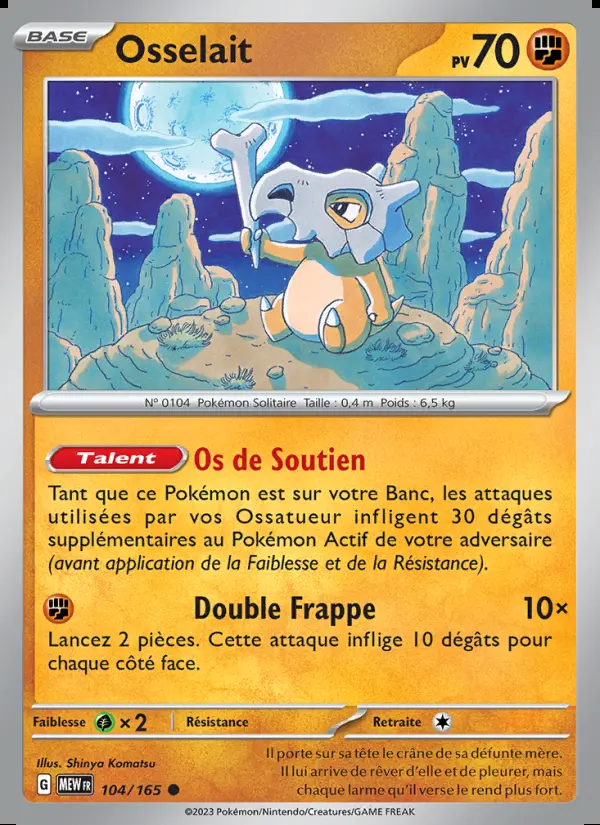 BASE
Osselait
PV 70
N° 0104 Pokémon Solitaire Taille : 0,4 m Poids : 6,5 kg
Talent Os de Soutien
Tant que ce Pokémon est sur votre Banc, les attaques
utilisées par vos Ossatueur infligent 30 dégâts
supplémentaires au Pokémon Actif de votre adversaire
(avant application de la Faiblesse et de la Résistance).
Double Frappe 10×
Lancez 2 pièces. Cette attaque inflige 10 dégâts pour
chaque côté face.
Faiblesse ×2 Résistance Retraite
Illus. Shinya Komatsu
G MEW FR 104/165
Il porte sur sa tête le crâne de sa défunte mère.
Il lui arrive de rêver d'elle et de pleurer, mais
chaque larme qu'il verse le rend plus fort.
©2023 Pokémon/Nintendo/Creatures/GAME FREAK